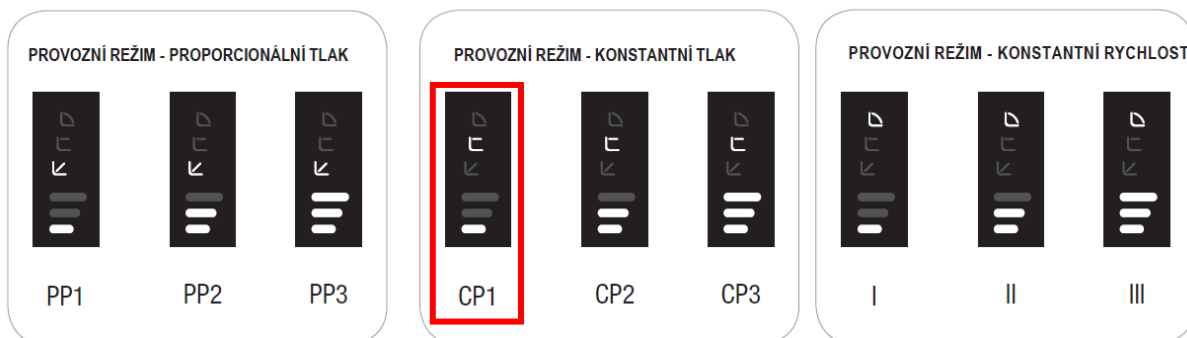 PROVOZNÍ REŽIM - PROPORCIONÁLNÍ TLAK
PP1
PP2
PP3
PROVOZNÍ REŽIM - KONSTANTNÍ TLAK
CP1
CP2
CP3
PROVOZNÍ REŽIM - KONSTANTNÍ RYCHLOST
I
II
III